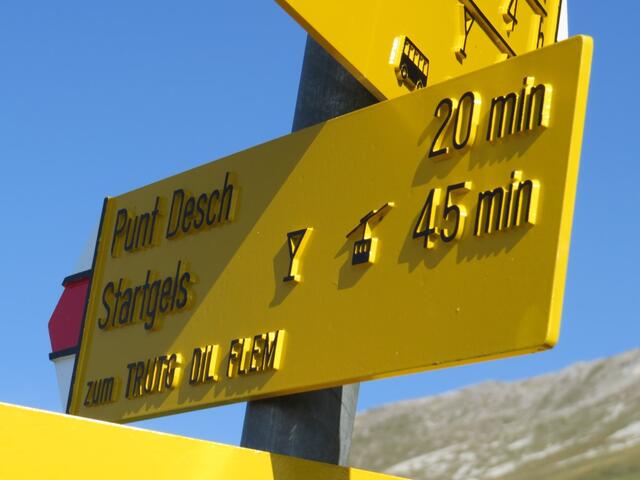 Punt Desch 20 min
Startgels 45 min
zum TRUTG DIL FLEM